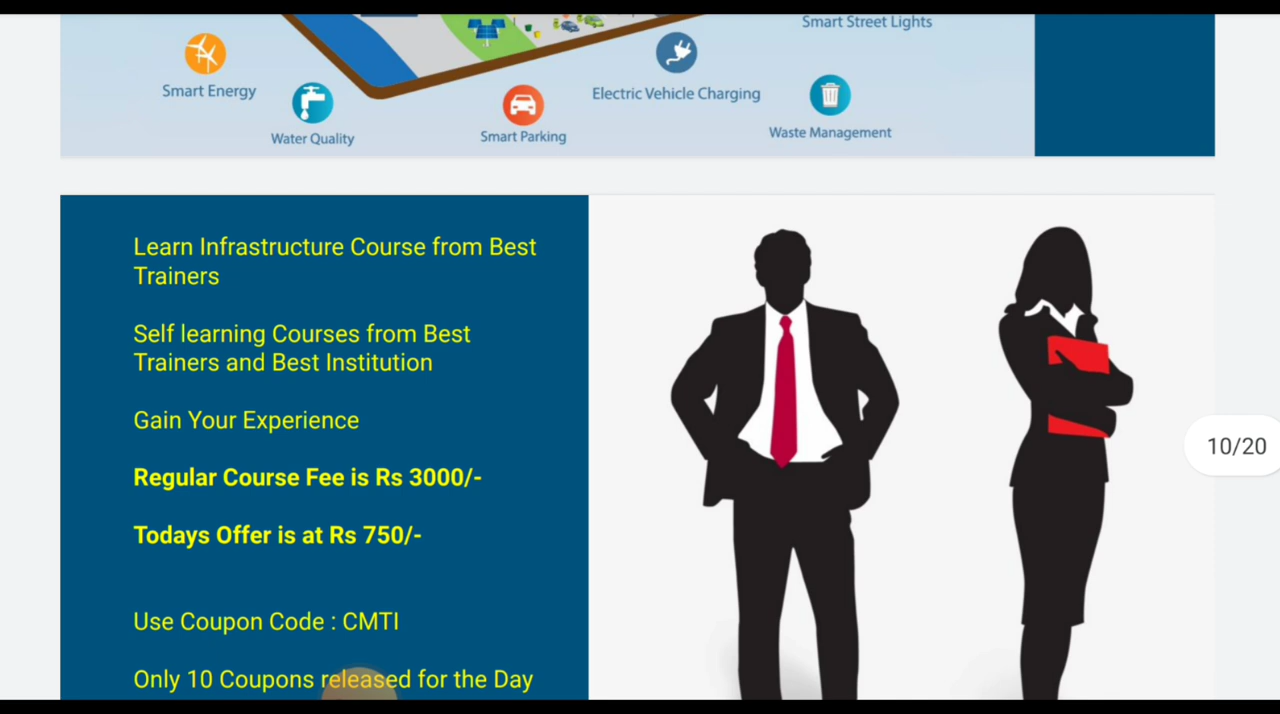 Smart Street Lights
Smart Energy
Electric Vehicle Charging
Water Quality
Smart Parking
Waste Management
Learn Infrastructure Course from Best
Trainers
Self learning Courses from Best
Trainers and Best Institution
Gain Your Experience
Regular Course Fee is Rs 3000/-
Todays Offer is at Rs 750/-
Use Coupon Code : CMTI
Only 10 Coupons released for the Day
10/20